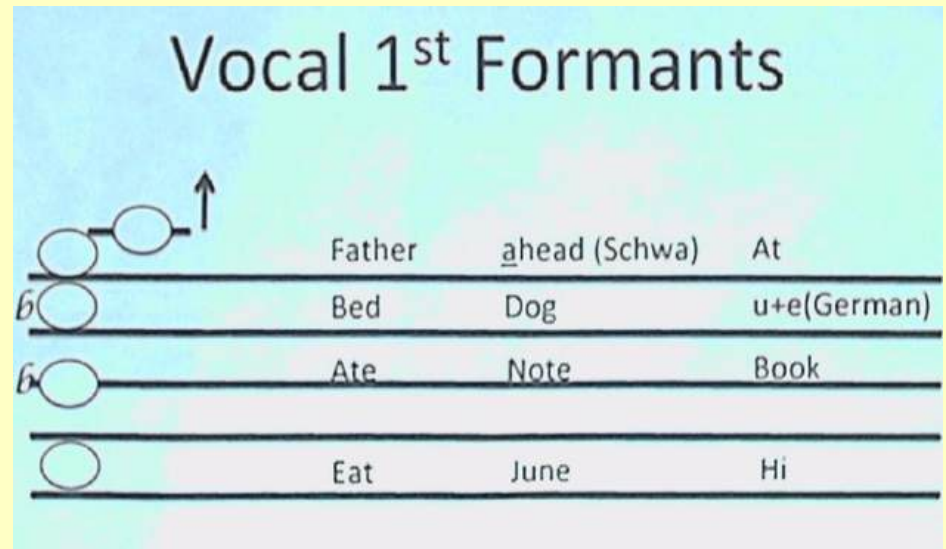 Vocal 1st Formants
Father ahead (Schwa) At
b Bed Dog u+e(German)
b Ate Note Book
Eat June Hi